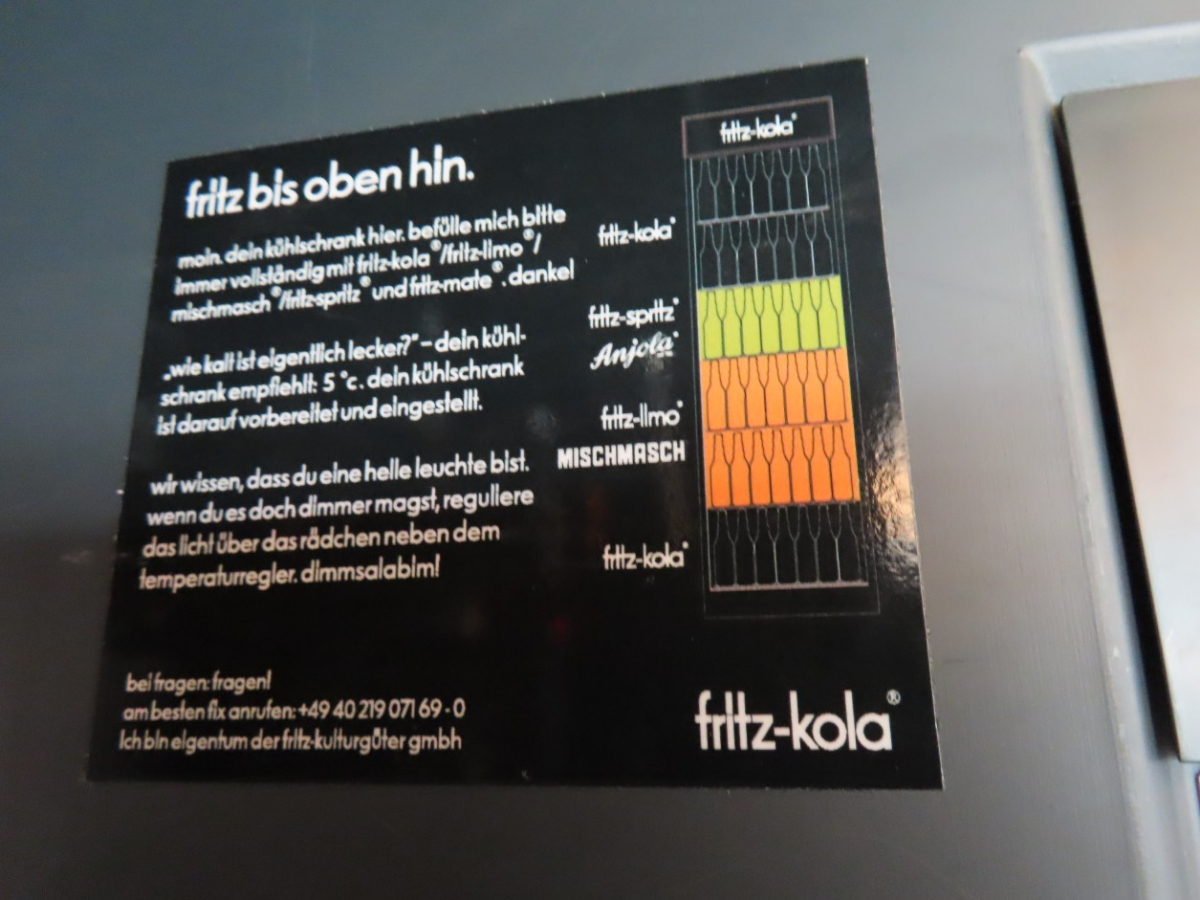 fritz bis oben hin.
moin. dein kühlschrank hier. befülle mich bitte
immer vollständig mit fritz-kola®/fritz-limo®/
mischmasch®/fritz-spritz® und fritz-mate®. danke!
„wie kalt ist eigentlich lecker?“ – dein kühl-
schrank empfiehlt: 5 °c. dein kühlschrank
ist darauf vorbereitet und eingestellt.
wir wissen, dass du eine helle leuchte bist.
wenn du es doch dimmer magst, reguliere
das licht über das rädchen neben dem
temperaturregler. dimmsalabim!
bei fragen: fragen!
am besten fix anrufen: +49 40 219 071 69 - 0
ich bin eigentum der fritz-kulturgüter gmbh
fritz-kola®
fritz-kola®
fritz-spritz®
Anjola®
fritz-limo®
MISCHMASCH
fritz-kola®
fritz-kola®